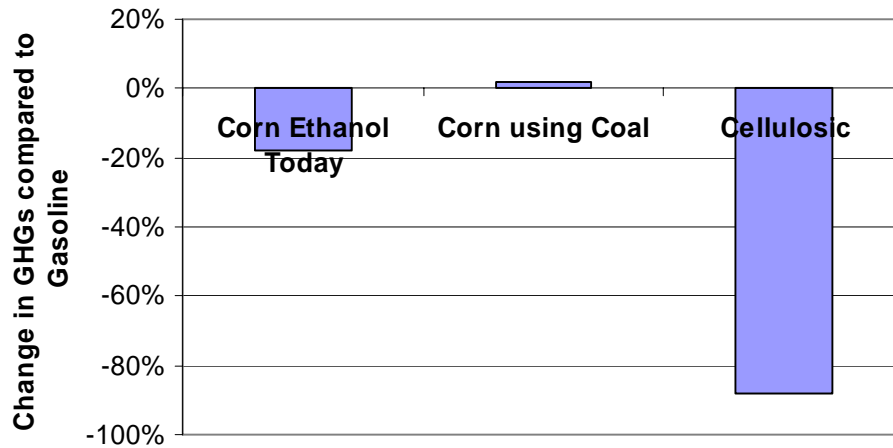 Change in GHGs compared to
Gasoline
20%
0%
-20%
-40%
-60%
-80%
-100%
Corn Ethanol
Today
Corn using Coal
Cellulosic